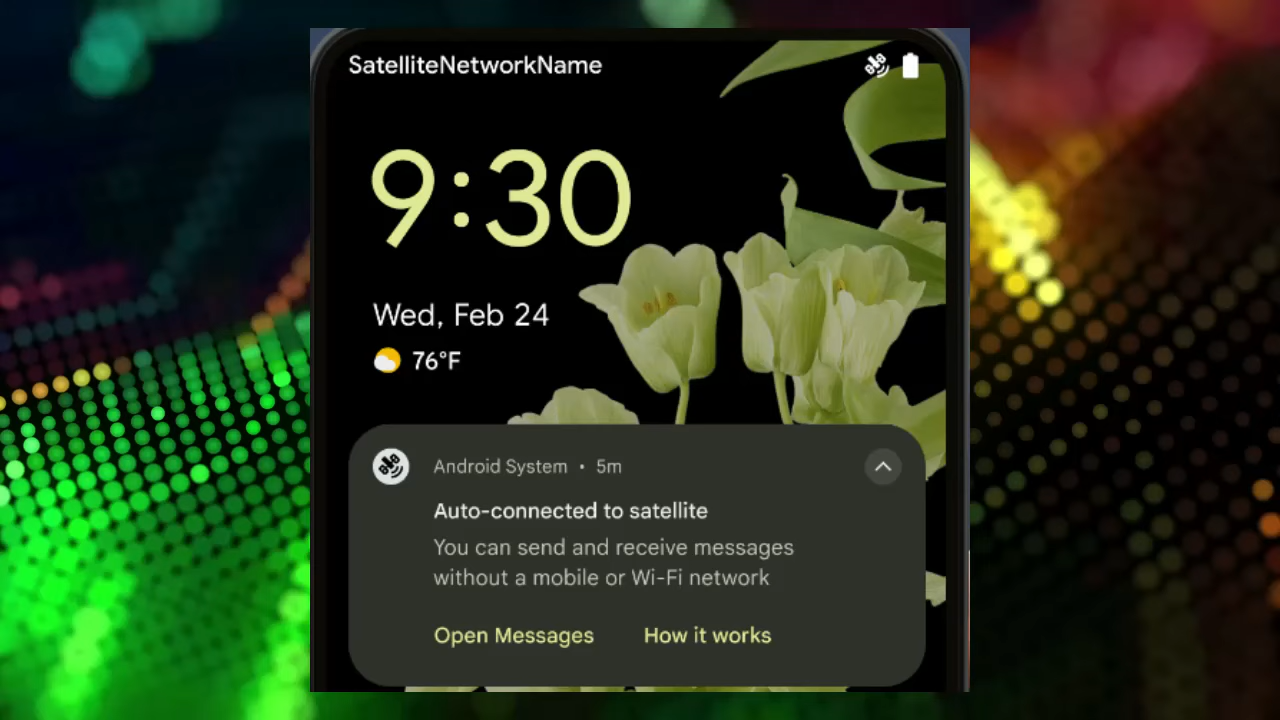 SatelliteNetworkName
9:30
Wed, Feb 24
76°F
Android System • 5m
Auto-connected to satellite
You can send and receive messages
without a mobile or Wi-Fi network
Open Messages How it works